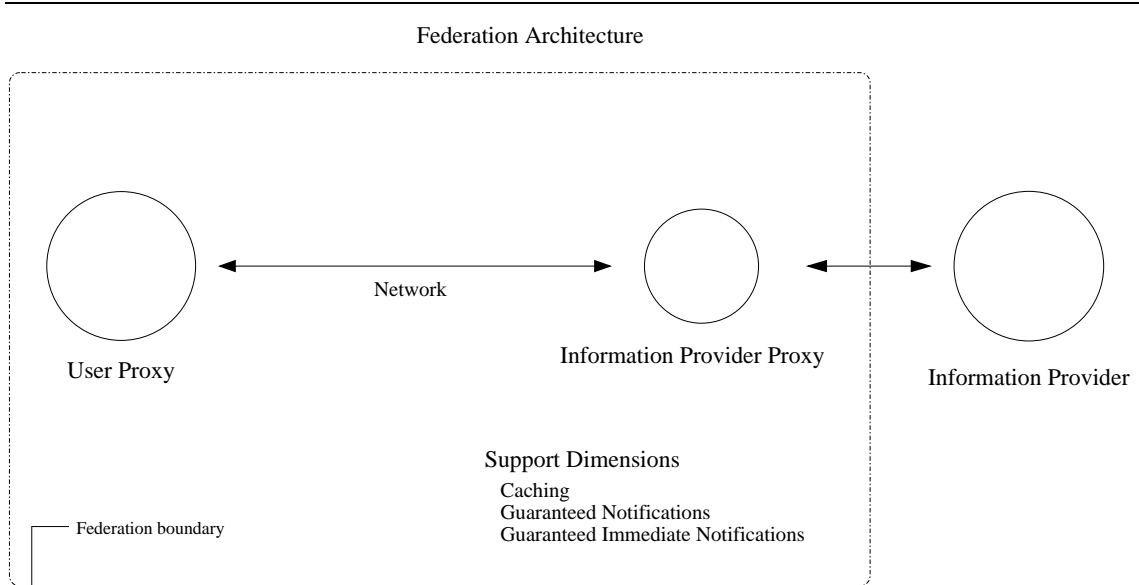 Federation Architecture
Network
User Proxy
Information Provider Proxy
Information Provider
Support Dimensions
Caching
Guaranteed Notifications
Guaranteed Immediate Notifications
Federation boundary